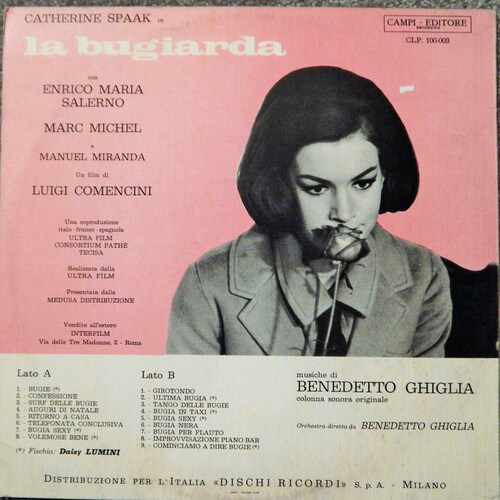 CATHERINE SPAAK in
la bugiarda
CAMPI - EDITORE
CLP. 100-003
con
ENRICO MARIA
SALERNO
MARC MICHEL
e
MANUEL MIRANDA
Un film di
LUIGI COMENCINI
Una coproduzione
italo - franco - spagnola
ULTRA FILM
CONSORTIUM PATHÉ
TECISA
Realizzata dalla
ULTRA FILM
Presentata dalla
MEDUSA DISTRIBUZIONE
Vendite all'estero
INTERFILM
Via delle Tre Madonne, 2 - Roma
Lato A
1. - BUGIE (*)
2. - CONFESSIONE
3. - SURF DELLE BUGIE
4. - AUGURI DI NATALE
5. - RITORNO A CASA
6. - TELEFONATA CONCLUSIVA
7. - BUGIA SEXY (*)
8. - VOLEMOSE BENE (*)
(*) Fischia: Daisy LUMINI
Lato B
1. - GIROTONDO
2. - ULTIMA BUGIA (*)
3. - TANGO DELLE BUGIE
4. - BUGIA IN TAXI (*)
5. - BUGIA SEXY (*)
6. - BUGIA NERA
7. - BUGIA PER FLAUTO
8. - IMPROVVISAZIONE PIANO BAR
9. - COMINCIAMO A DIRE BUGIE (*)
musiche di
BENEDETTO GHIGLIA
colonna sonora originale
Orchestra diretta da BENEDETTO GHIGLIA
DISTRIBUZIONE PER L'ITALIA «DISCHI RICORDI» S. p. A. - MILANO